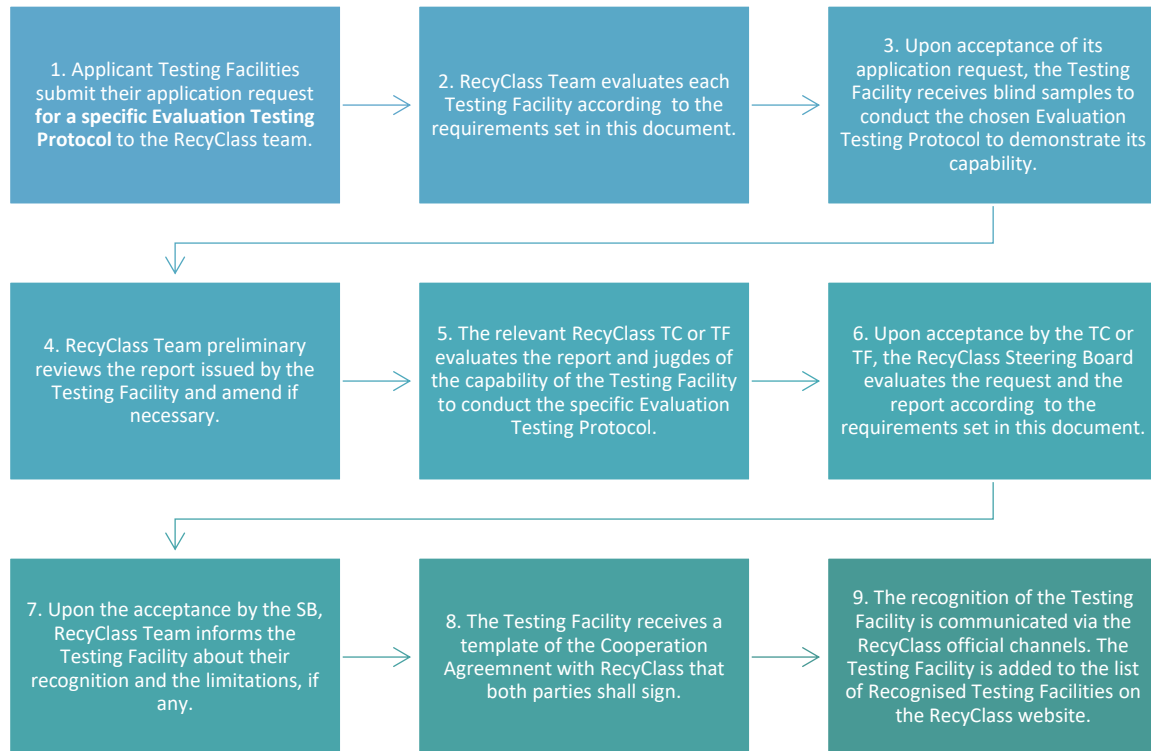 1. Applicant Testing Facilities
submit their application request
for a specific Evaluation Testing
Protocol to the RecyClass team.
2. RecyClass Team evaluates each
Testing Facility according to the
requirements set in this document.
3. Upon acceptance of its
application request, the Testing
Facility receives blind samples to
conduct the chosen Evaluation
Testing Protocol to demonstrate its
capability.
4. RecyClass Team preliminary
reviews the report issued by the
Testing Facility and amend if
necessary.
5. The relevant RecyClass TC or TF
evaluates the report and jugdes of
the capability of the Testing Facility
to conduct the specific Evaluation
Testing Protocol.
6. Upon acceptance by the TC or
TF, the RecyClass Steering Board
evaluates the request and the
report according to the
requirements set in this document.
7. Upon the acceptance by the SB,
RecyClass Team informs the
Testing Facility about their
recognition and the limitations, if
any.
8. The Testing Facility receives a
template of the Cooperation
Agreemnent with RecyClass that
both parties shall sign.
9. The recognition of the Testing
Facility is communicated via the
RecyClass official channels. The
Testing Facility is added to the list
of Recognised Testing Facilities on
the RecyClass website.